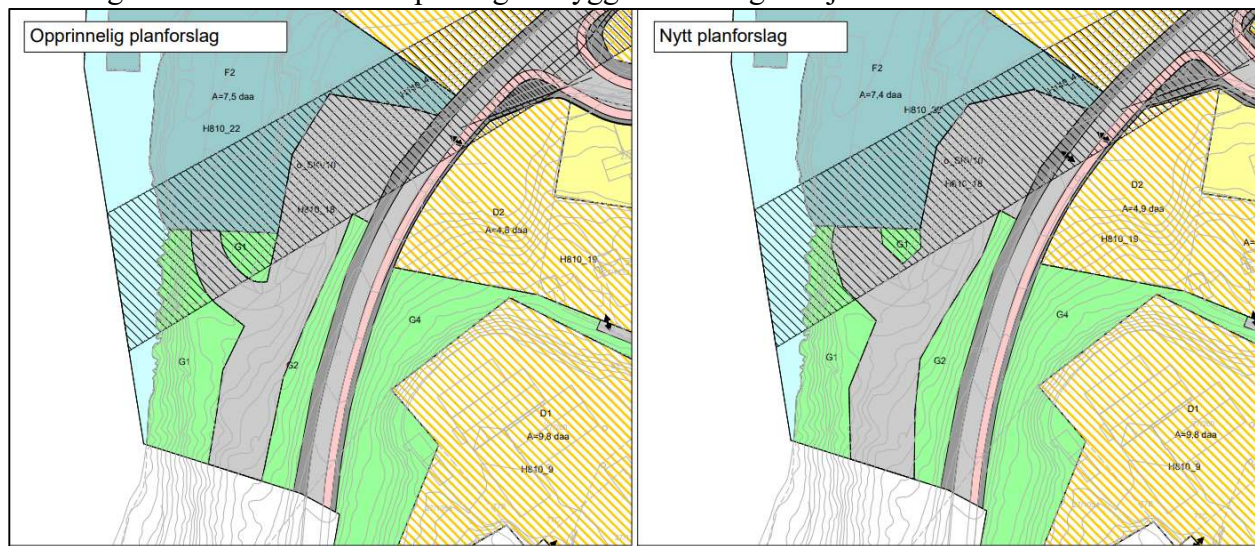 Opprinnelig planforslag
F2
A=7,5 daa
H810_22
o_SKV10
H810_18
G1
D2
A=4,8 daa
H810_19
G4
G1
G2
D1
A=9,8 daa
H810_9
Nytt planforslag
F2
A=7,4 daa
o_SKV10
G1
D2
A=4,9 daa
H810_19
G4
G1
G2
D1
A=9,8 daa
H810_9